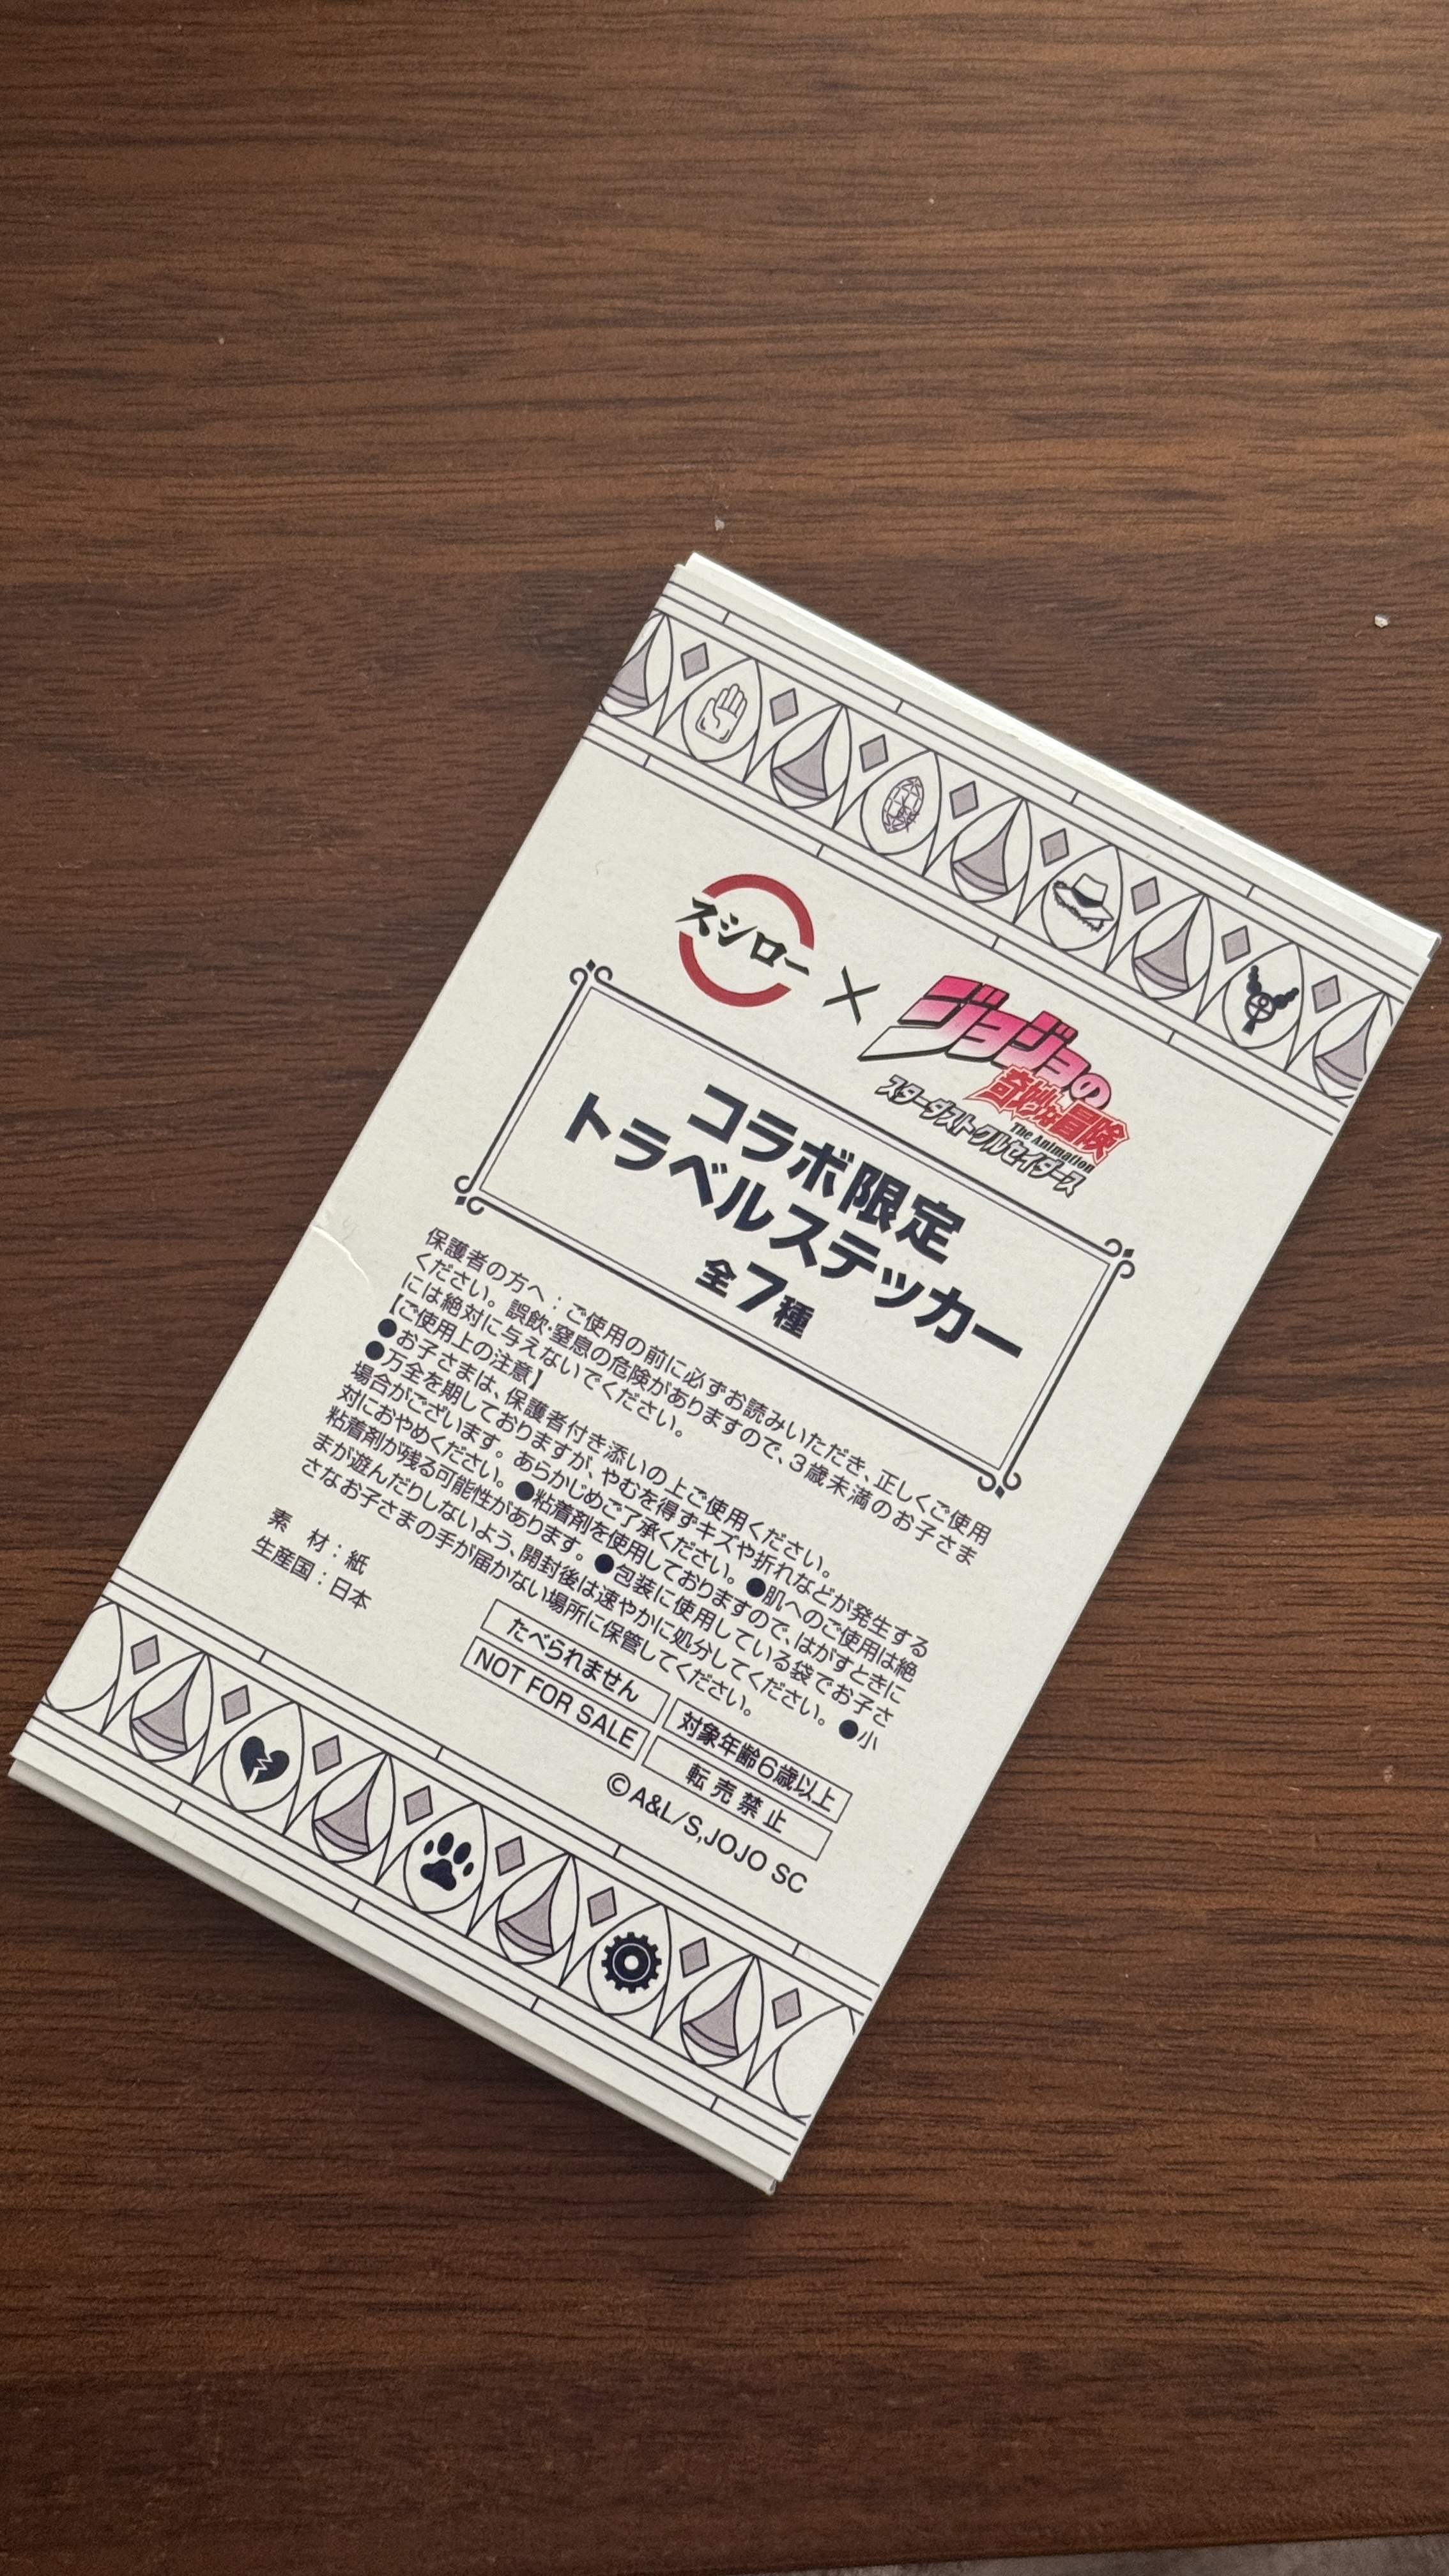 スシロー × ジョジョの
奇妙な冒険
The Animation
スターダストクルセイダース
コラボ限定
トラベルステッカー
全7種
保護者の方へ：ご使用の前に必ずお読みいただき、正しくご使用
ください。誤飲・窒息の危険がありますので、3歳未満のお子さま
には絶対に与えないでください。
【ご使用上の注意】
●お子さまは、保護者付き添いの上ご使用ください。
●万全を期しておりますが、やむを得ずキズや折れなどが発生する
場合がございます。あらかじめご了承ください。●肌へのご使用は絶
対におやめください。●粘着剤を使用しておりますので、はがすときに
粘着剤が残る可能性があります。●包装に使用している袋でお子さ
まが遊んだりしないよう、開封後は速やかに処分してください。●小
さなお子さまの手が届かない場所に保管してください。
素　材：紙
生産国：日本
たべられません 対象年齢6歳以上
NOT FOR SALE 転売禁止
©A&L/S,JOJO SC